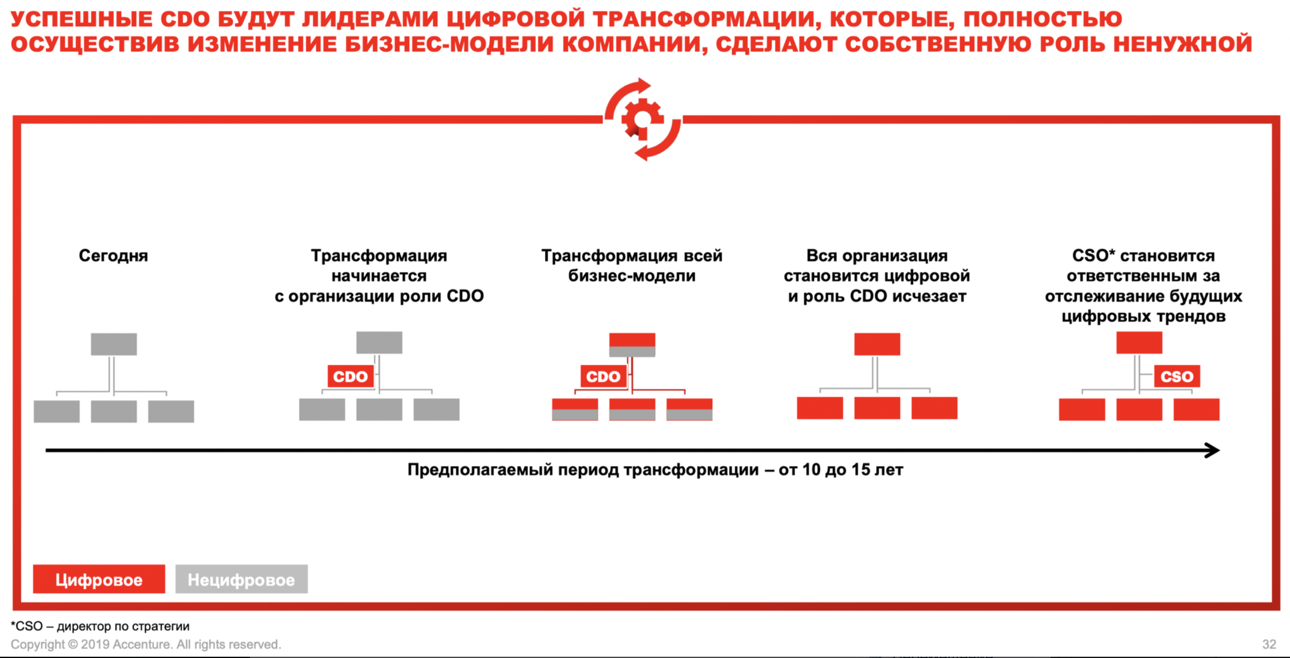 УСПЕШНЫЕ CDO БУДУТ ЛИДЕРАМИ ЦИФРОВОЙ ТРАНСФОРМАЦИИ, КОТОРЫЕ, ПОЛНОСТЬЮ
ОСУЩЕСТВИВ ИЗМЕНЕНИЕ БИЗНЕС-МОДЕЛИ КОМПАНИИ, СДЕЛАЮТ СОБСТВЕННУЮ РОЛЬ НЕНУЖНОЙ
Сегодня
Трансформация
начинается
с организации роли CDO
Трансформация всей
бизнес-модели
Вся организация
становится цифровой
и роль CDO исчезает
CSO* становится
ответственным за
отслеживание будущих
цифровых трендов
CDO
CDO
CSO
Предполагаемый период трансформации – от 10 до 15 лет
Цифровое
Нецифровое
*CSO – директор по стратегии
Copyright © 2019 Accenture. All rights reserved.
32